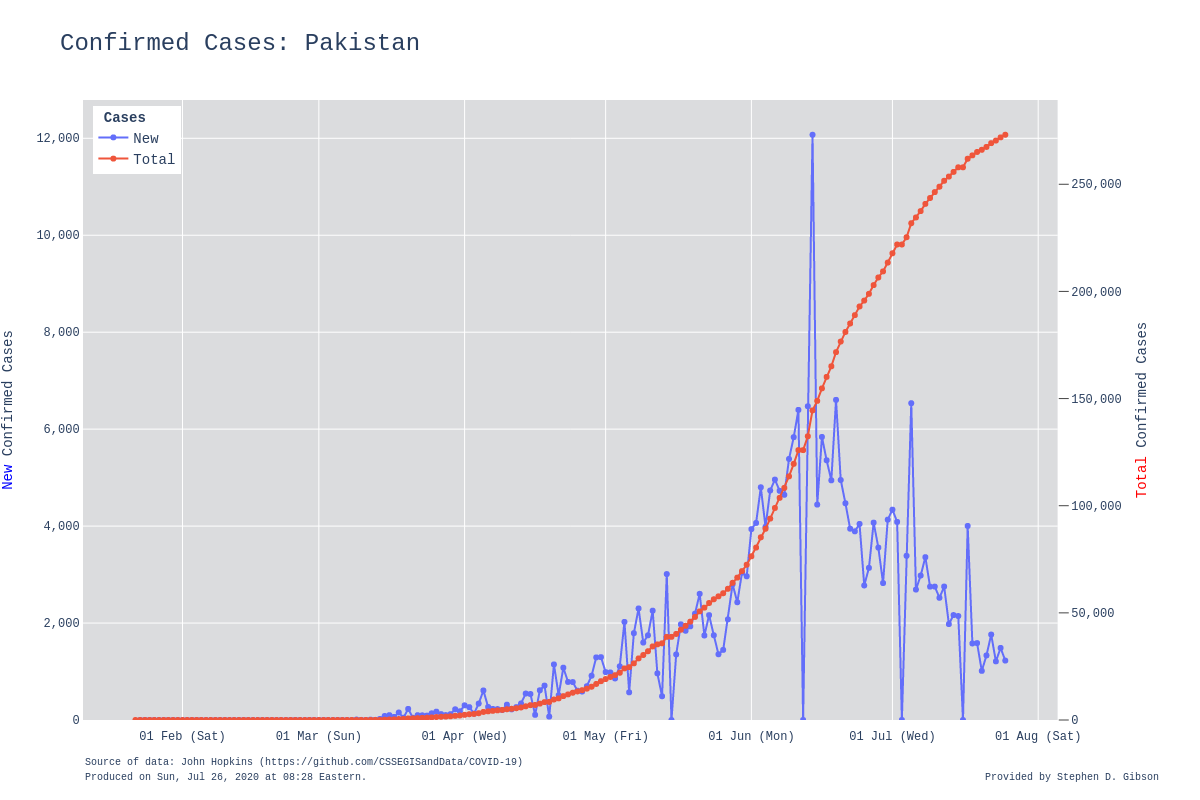 Confirmed Cases: Pakistan
Cases
New
Total
12,000
10,000
8,000
6,000
4,000
2,000
0
250,000
200,000
150,000
100,000
50,000
0
New Confirmed Cases
Total Confirmed Cases
01 Feb (Sat)
01 Mar (Sun)
01 Apr (Wed)
01 May (Fri)
01 Jun (Mon)
01 Jul (Wed)
01 Aug (Sat)
Source of data: John Hopkins (https://github.com/CSSEGISandData/COVID-19)
Produced on Sun, Jul 26, 2020 at 08:28 Eastern.
Provided by Stephen D. Gibson